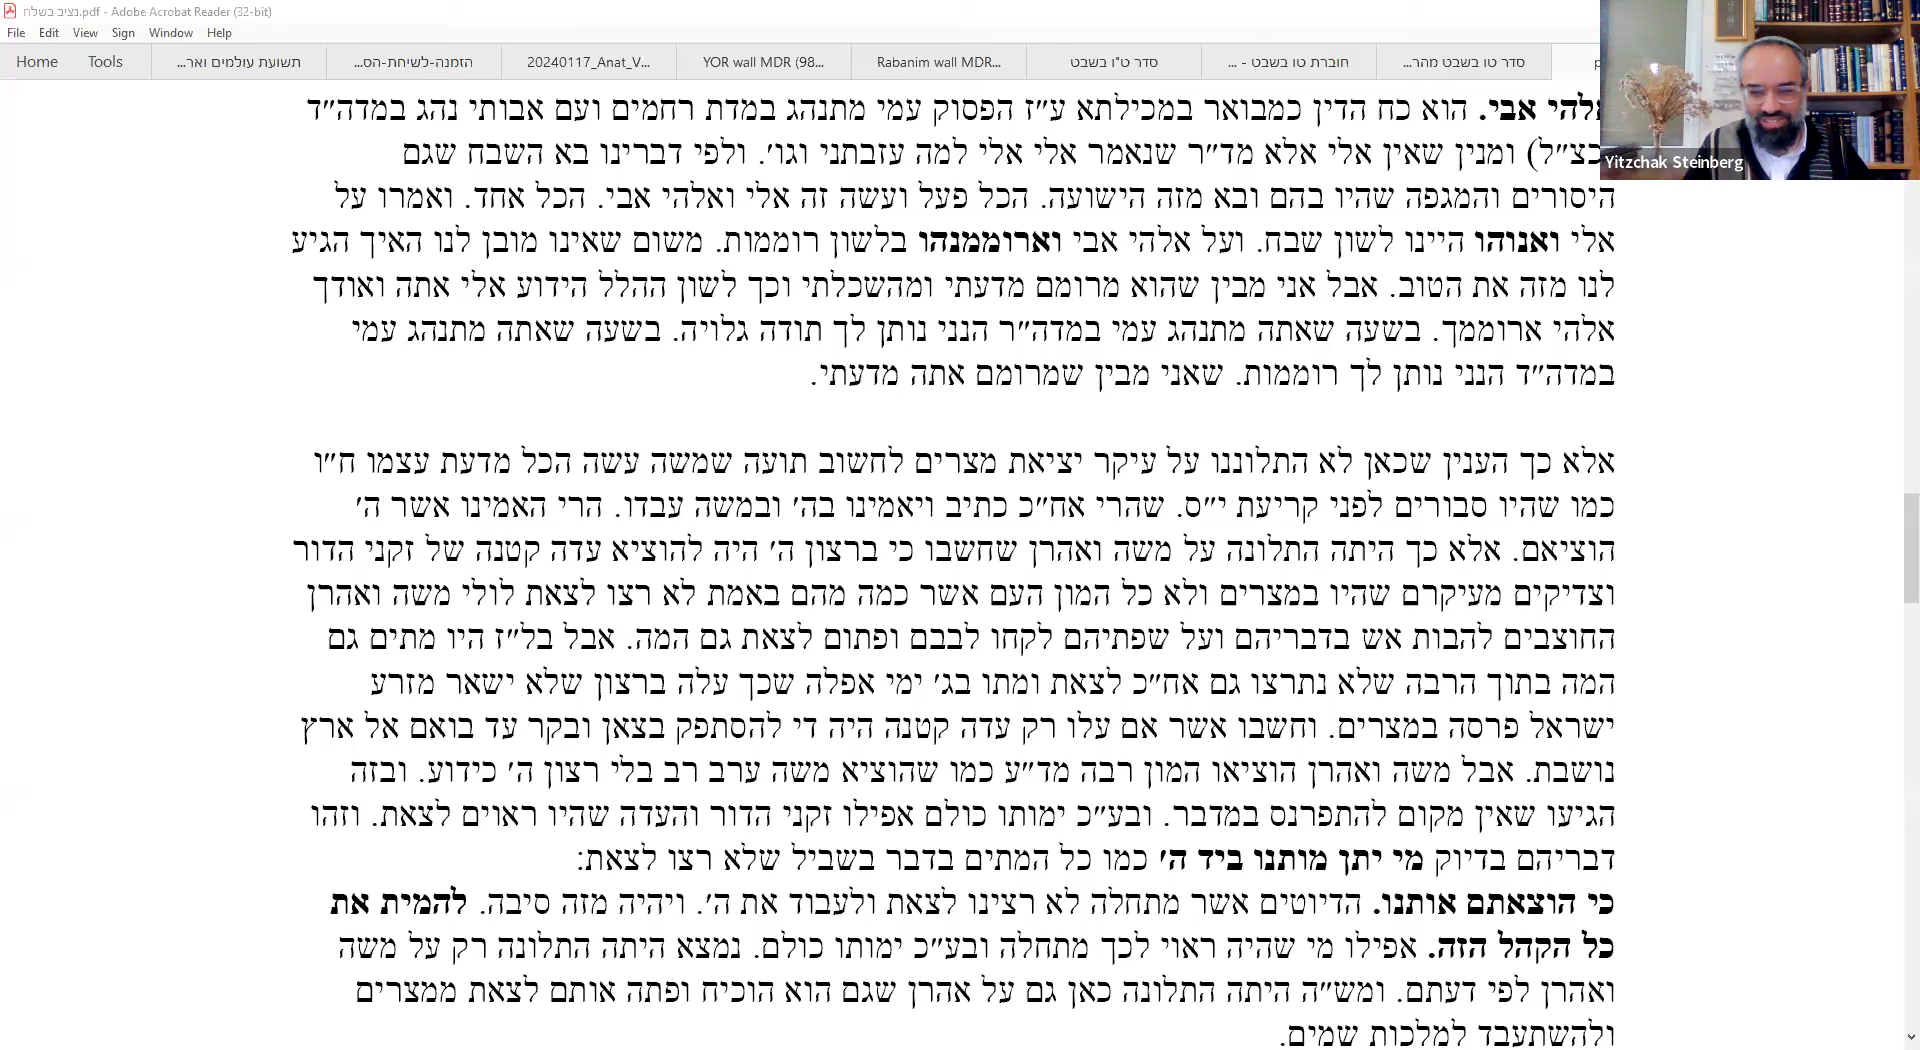 נציב בשלח.pdf - Adobe Acrobat Reader (32-bit)
File Edit View Sign Window Help
Home Tools תשועת עולמים ואר... הזמנה-לשיחת-הס... 20240117_Anat_V... YOR wall MDR (98... Rabanim wall MDR... סדר ט"ו בשבט חוברת טו בשבט - ... סדר טו בשבט מהר...
Yitzchak Steinberg
אלהי אבי. הוא כח הדין כמבואר במכילתא ע״ז הפסוק עמי מתנהג במדת רחמים ועם אבותי נהג במדה״ד
כצ״ל) ומנין שאין אלי אלא מד״ר שנאמר אלי אלי למה עזבתני וגו׳. ולפי דברינו בא השבח שגם
היסורים והמגפה שהיו בהם ובא מזה הישועה. הכל פעל ועשה זה אלי ואלהי אבי. הכל אחד. ואמרו על
אלי ואנוהו היינו לשון שבח. ועל אלהי אבי וארוממנהו בלשון רוממות. משום שאינו מובן לנו האיך הגיע
לנו מזה את הטוב. אבל אני מבין שהוא מרומם מדעתי ומהשכלתי וכך לשון ההלל הידוע אלי אתה ואודך
אלהי ארוממך. בשעה שאתה מתנהג עמי במדה״ר הנני נותן לך תודה גלויה. בשעה שאתה מתנהג עמי
במדה״ד הנני נותן לך רוממות. שאני מבין שמרומם אתה מדעתי.
אלא כך הענין שכאן לא התלוננו על עיקר יציאת מצרים לחשוב תועה שמשה עשה הכל מדעת עצמו ח״ו
כמו שהיו סבורים לפני קריעת י״ס. שהרי אח״כ כתיב ויאמינו בה׳ ובמשה עבדו. הרי האמינו אשר ה׳
הוציאם. אלא כך היתה התלונה על משה ואהרן שחשבו כי ברצון ה׳ היה להוציא עדה קטנה של זקני הדור
וצדיקים מעיקרם שהיו במצרים ולא כל המון העם אשר כמה מהם באמת לא רצו לצאת לולי משה ואהרן
החוצבים להבות אש בדבריהם ועל שפתיהם לקחו לבבם ופתום לצאת גם המה. אבל בל״ז היו מתים גם
המה בתוך הרבה שלא נתרצו גם אח״כ לצאת ומתו בג׳ ימי אפלה שכך עלה ברצון שלא ישאר מזרע
ישראל פרסה במצרים. וחשבו אשר אם עלו רק עדה קטנה היה די להסתפק בצאן ובקר עד בואם אל ארץ
נושבת. אבל משה ואהרן הוציאו המון רבה מד״ע כמו שהוציא משה ערב רב בלי רצון ה׳ כידוע. ובזה
הגיעו שאין מקום להתפרנס במדבר. ובע״כ ימותו כולם אפילו זקני הדור והעדה שהיו ראוים לצאת. וזהו
דבריהם בדיוק מי יתן מותנו ביד ה׳ כמו כל המתים בדבר בשביל שלא רצו לצאת:
כי הוצאתם אותנו. הדיוטים אשר מתחלה לא רצינו לצאת ולעבוד את ה׳. ויהיה מזה סיבה. להמית את
כל הקהל הזה. אפילו מי שהיה ראוי לכך מתחלה ובע״כ ימותו כולם. נמצא היתה התלונה רק על משה
ואהרן לפי דעתם. ומש״ה היתה התלונה כאן גם על אהרן שגם הוא הוכיח ופתה אותם לצאת ממצרים
ולהשתעבד למלכות שמים.